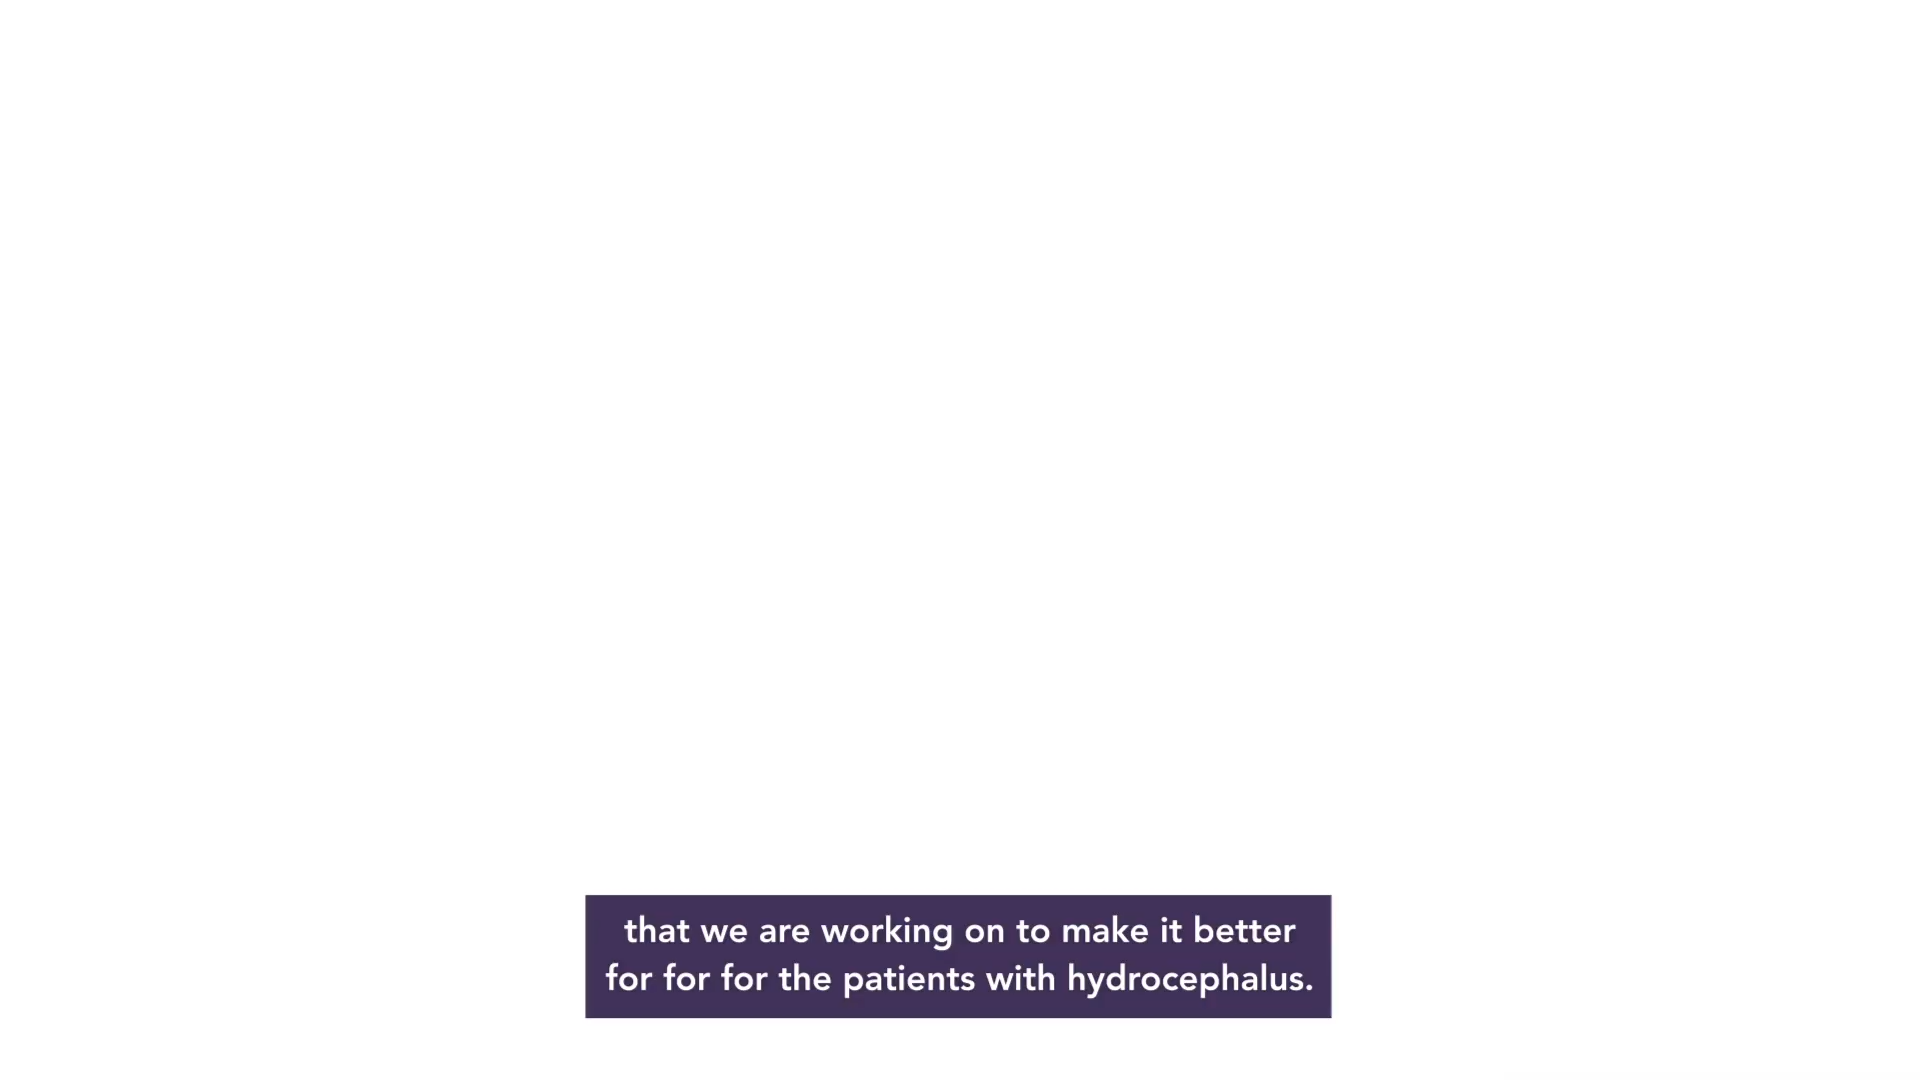 that we are working on to make it better
for for for the patients with hydrocephalus.